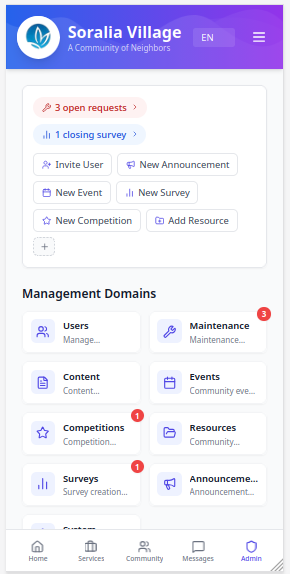 Soralia Village
A Community of Neighbors
EN
3 open requests
1 closing survey
Invite User
New Announcement
New Event
New Survey
New Competition
Add Resource
+
Management Domains
Users
Manage...
Maintenance
Maintenance...
3
Content
Content...
Events
Community eve...
Competitions
Competition...
1
Resources
Community...
Surveys
Survey creation...
1
Announceme...
Announcement...
System
Home
Services
Community
Messages
Admin